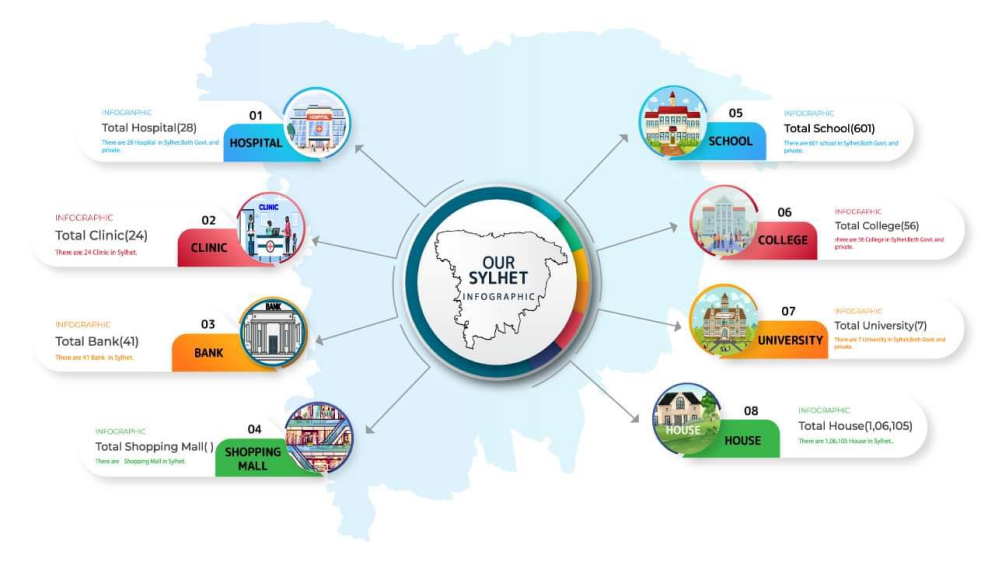 INFOGRAPHIC
Total Hospital(28)
There are 28 Hospital in Sylhet.Both Govt. and
private.
01
HOSPITAL
HOSPITAL
INFOGRAPHIC
Total Clinic(24)
There are 24 Clinic in Sylhet.
02
CLINIC
CLINIC
INFOGRAPHIC
Total Bank(41)
There are 41 Bank in Sylhet.
03
BANK
BANK
INFOGRAPHIC
Total Shopping Mall( )
There are Shopping Mall in Sylhet.
04
SHOPPING
MALL
OUR
SYLHET
INFOGRAPHIC
05
SCHOOL
INFOGRAPHIC
Total School(601)
There are 601 school in Sylhet.Both Govt. and
private.
06
COLLEGE
INFOGRAPHIC
Total College(56)
There are 56 College in Sylhet.Both Govt. and
private.
07
UNIVERSITY
INFOGRAPHIC
Total University(7)
There are 7 University in Sylhet.Both Govt. and
private.
HOUSE
08
HOUSE
INFOGRAPHIC
Total House(1,06,105)
There are 1,06,105 House in Sylhet..